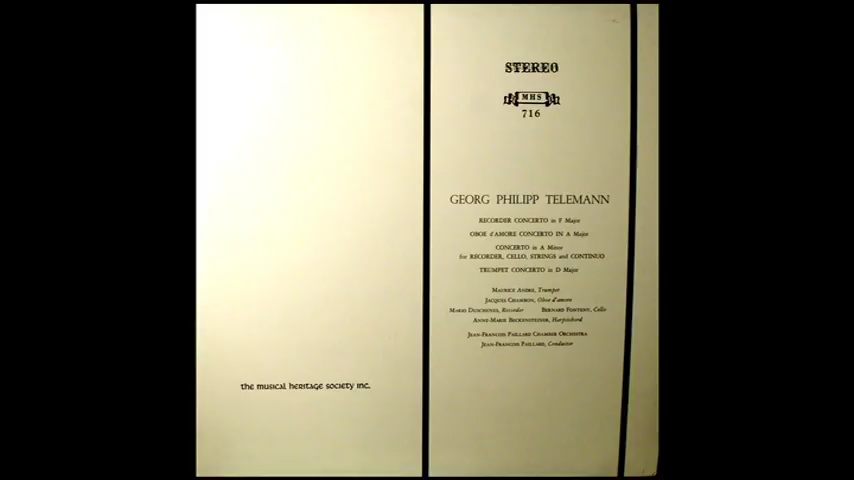 STEREO
MHS
716
GEORG PHILIPP TELEMANN
RECORDER CONCERTO in F Major
OBOE d'AMORE CONCERTO IN A Major
CONCERTO in A Minor
for RECORDER, CELLO, STRINGS and CONTINUO
TRUMPET CONCERTO in D Major
MAURICE ANDRE, Trumpet
JACQUES CHAMBON, Oboe d'amore
MARIO DUSCHENES, Recorder BERNARD FONTENY, Cello
ANNE-MARIE BECKENSTEINER, Harpsichord
JEAN-FRANCOIS PAILLARD CHAMBER ORCHESTRA
JEAN-FRANCOIS PAILLARD, Conductor
the musical heritage society inc.